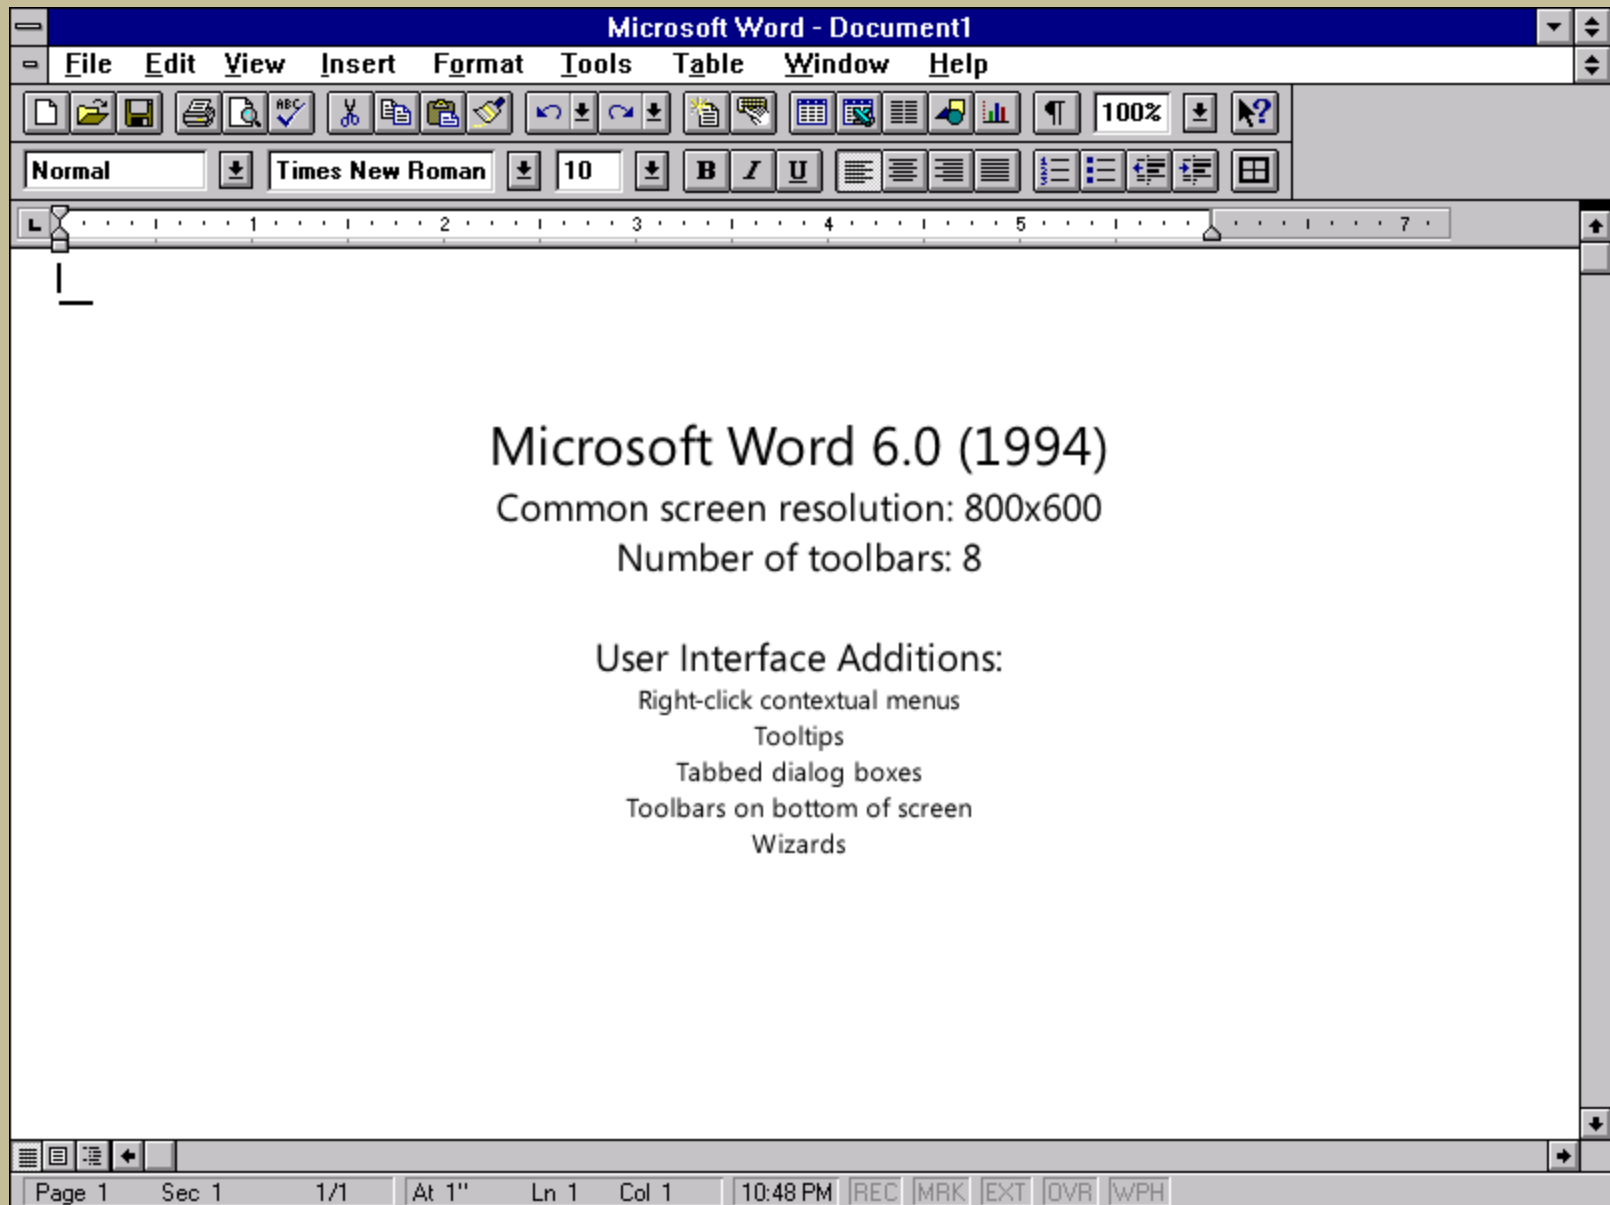 Microsoft Word - Document1
File Edit View Insert Format Tools Table Window Help
ABC 100% ?
Normal Times New Roman 10 B I U
1 2 3 4 5 7
Microsoft Word 6.0 (1994)
Common screen resolution: 800x600
Number of toolbars: 8
User Interface Additions:
Right-click contextual menus
Tooltips
Tabbed dialog boxes
Toolbars on bottom of screen
Wizards
Page 1 Sec 1 1/1 At 1" Ln 1 Col 1 10:48 PM REC MRK EXT OVR WPH